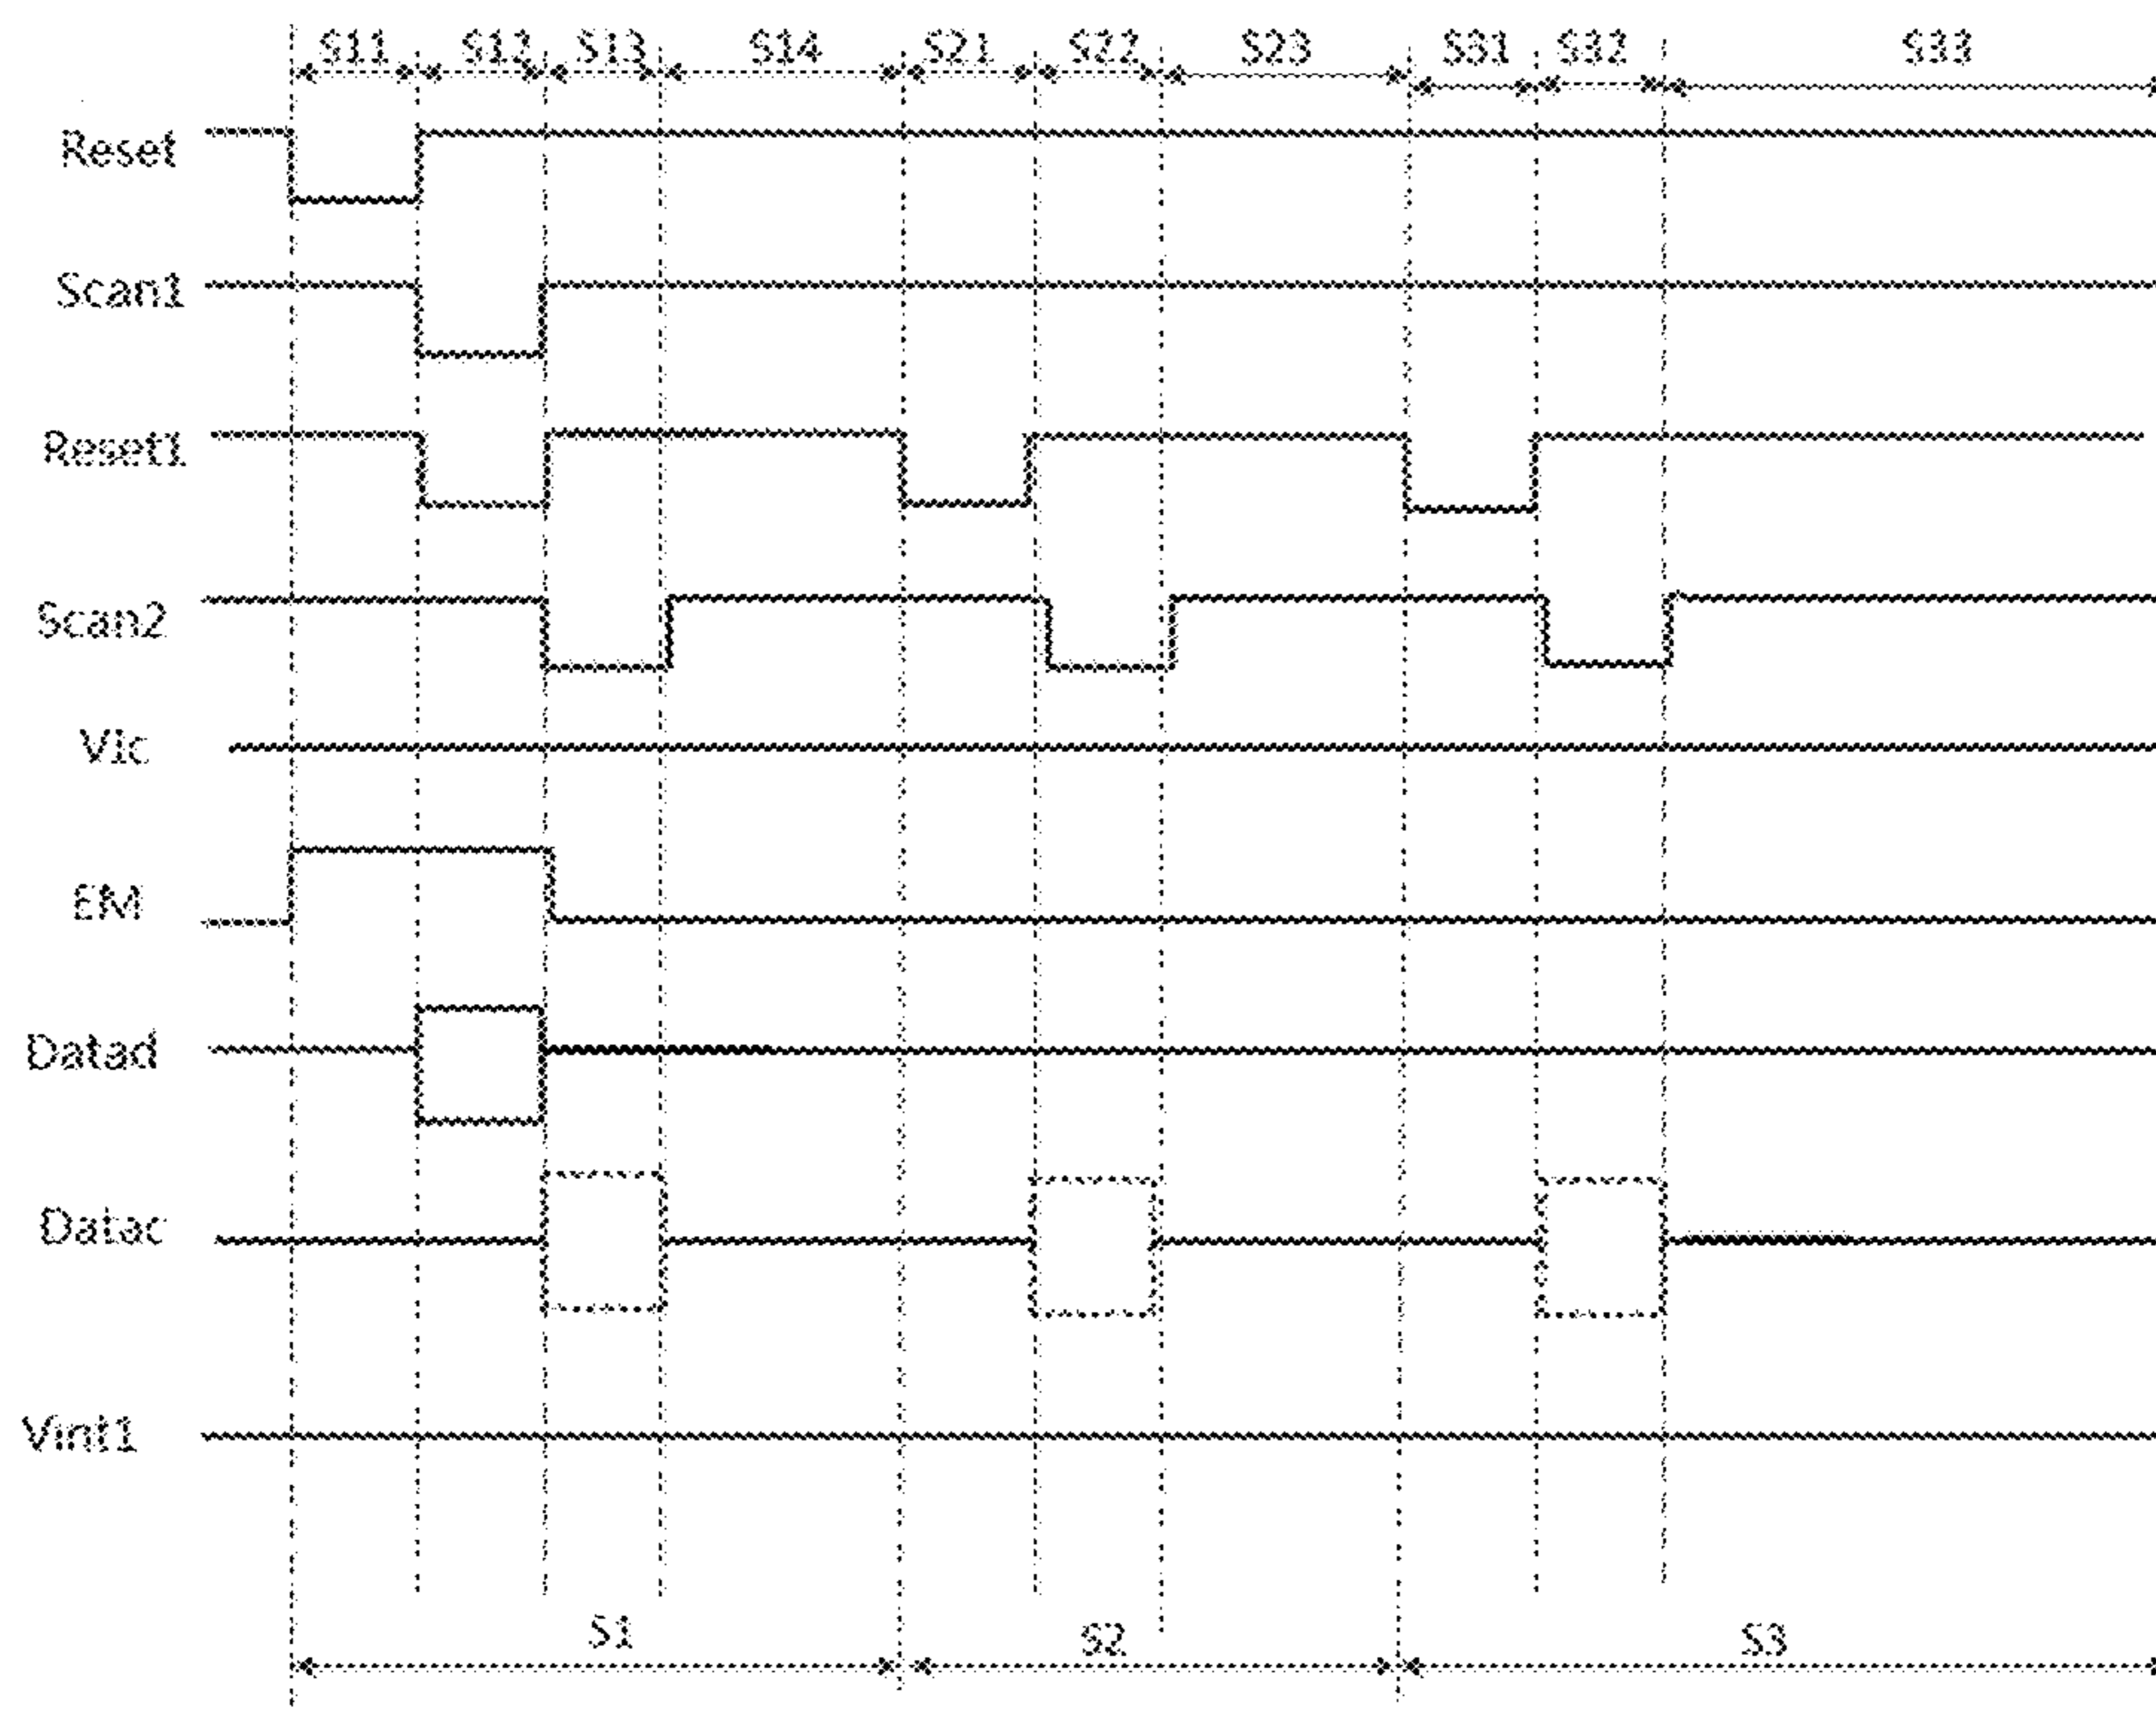 S11 S12 S13 S14 S21 S22 S23 S31 S32 S33
Reset
Scan1
Reset1
Scan2
VIc
EM
Datad
Datac
Vint1
S1 S2 S3